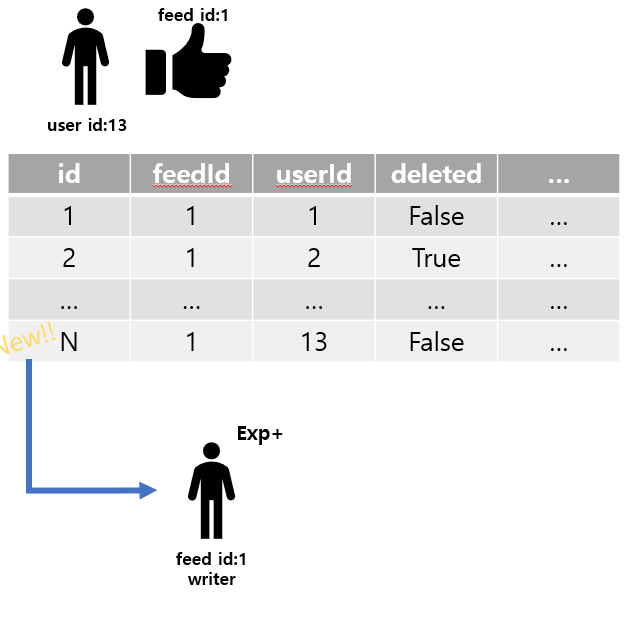 feed id:1
user id:13
id feedId userId deleted ...
1 1 1 False ...
2 1 2 True ...
... ... ... ... ...
New!! N 1 13 False ...
Exp+
feed id:1
writer